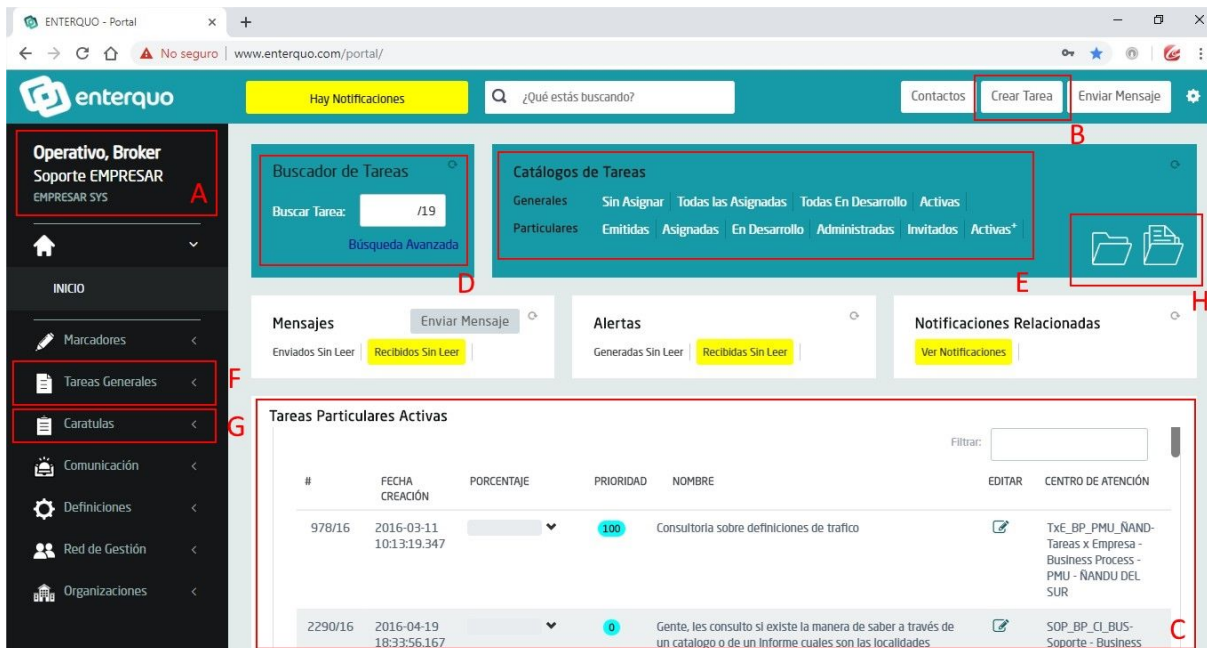 ENTERQUO - Portal
No seguro www.enterquo.com/portal/
enterquo
Hay Notificaciones
¿Qué estás buscando?
Contactos
Crear Tarea
Enviar Mensaje
B
Operativo, Broker
Soporte EMPRESAR
EMPRESAR SYS
A
INICIO
Marcadores
Tareas Generales
F
Caratulas
G
Comunicación
Definiciones
Red de Gestión
Organizaciones
Buscador de Tareas
Buscar Tarea: /19
Búsqueda Avanzada
D
Catálogos de Tareas
Generales Sin Asignar Todas las Asignadas Todas En Desarrollo Activas
Particulares Emitidas Asignadas En Desarrollo Administradas Invitados Activas+
E
H
Mensajes Enviar Mensaje
Enviados Sin Leer Recibidos Sin Leer
Alertas
Generadas Sin Leer Recibidas Sin Leer
Notificaciones Relacionadas
Ver Notificaciones
Tareas Particulares Activas
Filtrar:
# FECHA CREACIÓN PORCENTAJE PRIORIDAD NOMBRE EDITAR CENTRO DE ATENCIÓN
978/16 2016-03-11 10:13:19.347 100 Consultoria sobre definiciones de trafico TxE_BP_PMU_ÑAND-
Tareas x Empresa -
Business Process -
PMU - ÑANDU DEL
SUR
2290/16 2016-04-19 18:33:56.167 0 Gente, les consulto si existe la manera de saber a través de SOP_BP_CI_BUS-
un catalogo o de un Informe cuales son las localidades Soporte - Business
C